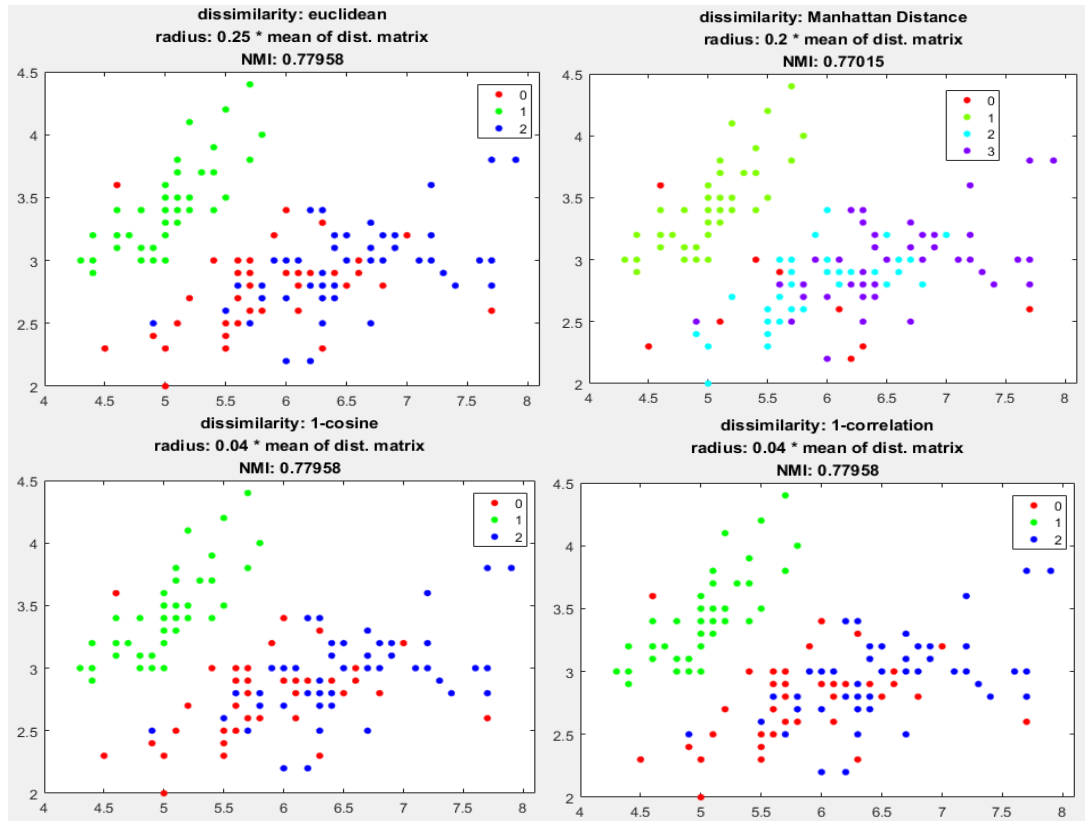 dissimilarity: euclidean
radius: 0.25 * mean of dist. matrix
NMI: 0.77958
4.5
4
3.5
3
2.5
2
4 4.5 5 5.5 6 6.5 7 7.5 8
0
1
2
dissimilarity: Manhattan Distance
radius: 0.2 * mean of dist. matrix
NMI: 0.77015
4.5
4
3.5
3
2.5
2
4 4.5 5 5.5 6 6.5 7 7.5 8
0
1
2
3
dissimilarity: 1-cosine
radius: 0.04 * mean of dist. matrix
NMI: 0.77958
4.5
4
3.5
3
2.5
2
4 4.5 5 5.5 6 6.5 7 7.5 8
0
1
2
dissimilarity: 1-correlation
radius: 0.04 * mean of dist. matrix
NMI: 0.77958
4.5
4
3.5
3
2.5
2
4 4.5 5 5.5 6 6.5 7 7.5 8
0
1
2